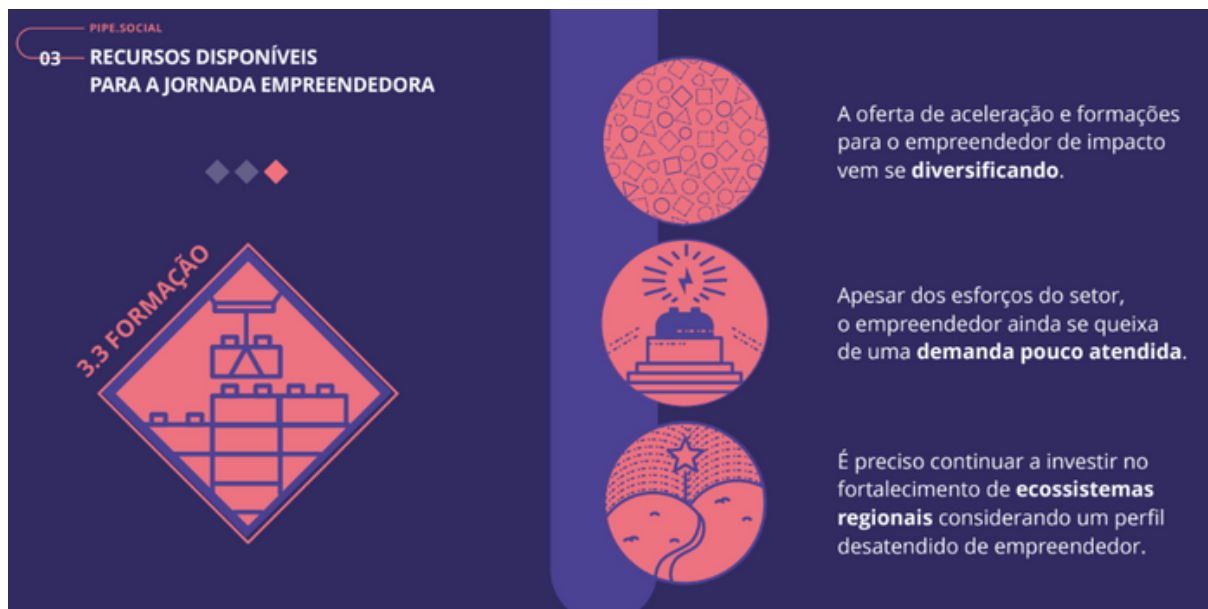 PIPE.SOCIAL
03
RECURSOS DISPONÍVEIS
PARA A JORNADA EMPREENDEDORA
3.3 FORMAÇÃO
A oferta de aceleração e formações
para o empreendedor de impacto
vem se diversificando.
Apesar dos esforços do setor,
o empreendedor ainda se queixa
de uma demanda pouco atendida.
É preciso continuar a investir no
fortalecimento de ecossistemas
regionais considerando um perfil
desatendido de empreendedor.